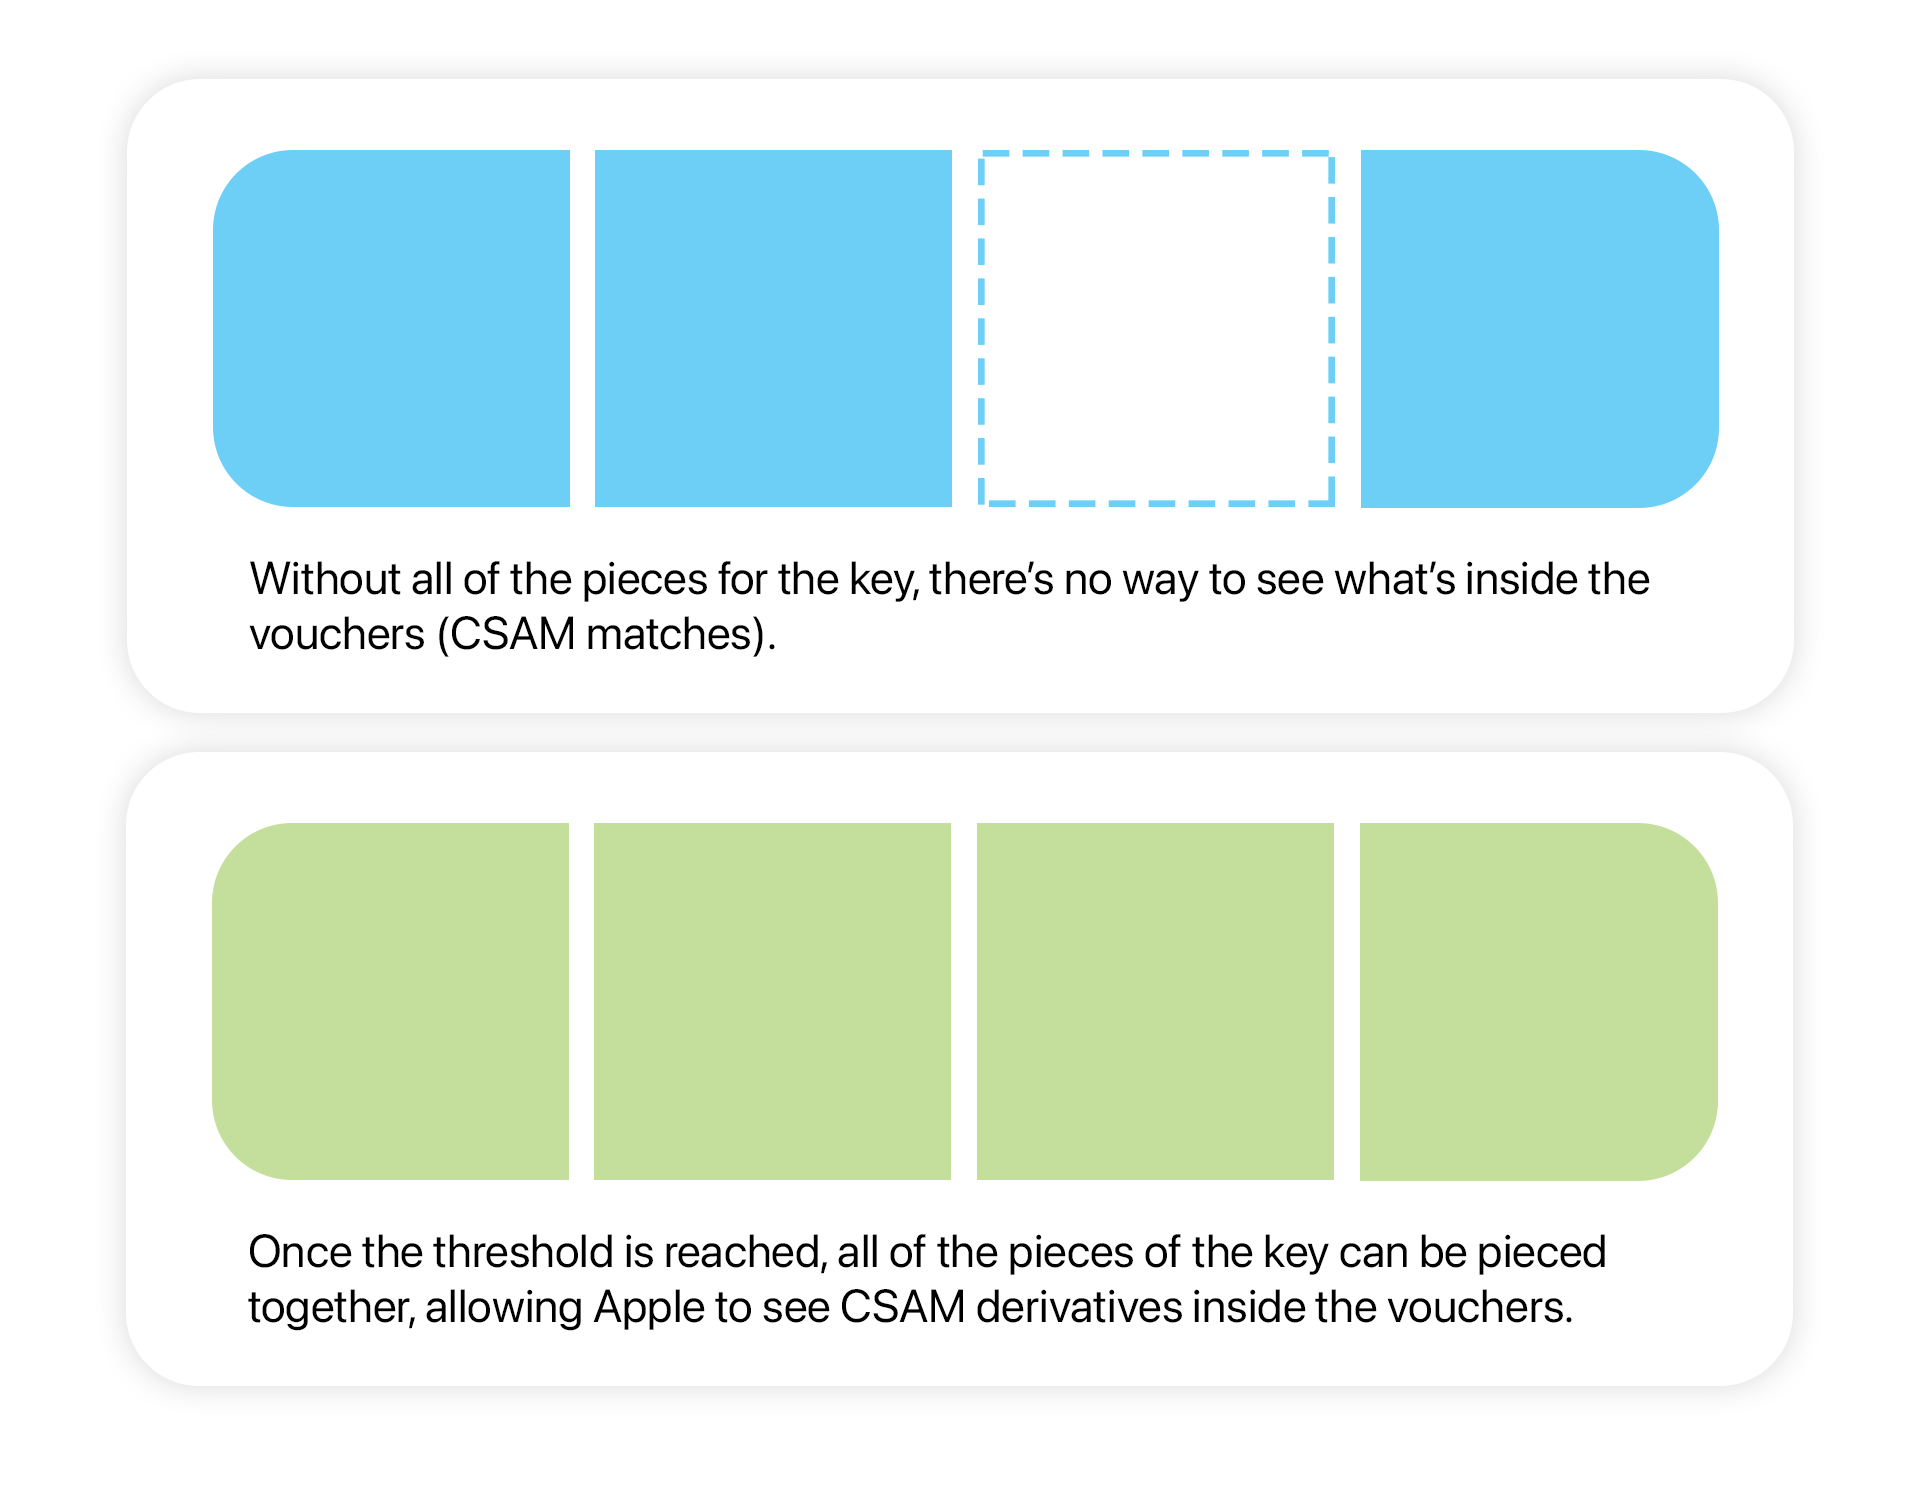 Without all of the pieces for the key, there’s no way to see what’s inside the
vouchers (CSAM matches).
Once the threshold is reached, all of the pieces of the key can be pieced
together, allowing Apple to see CSAM derivatives inside the vouchers.